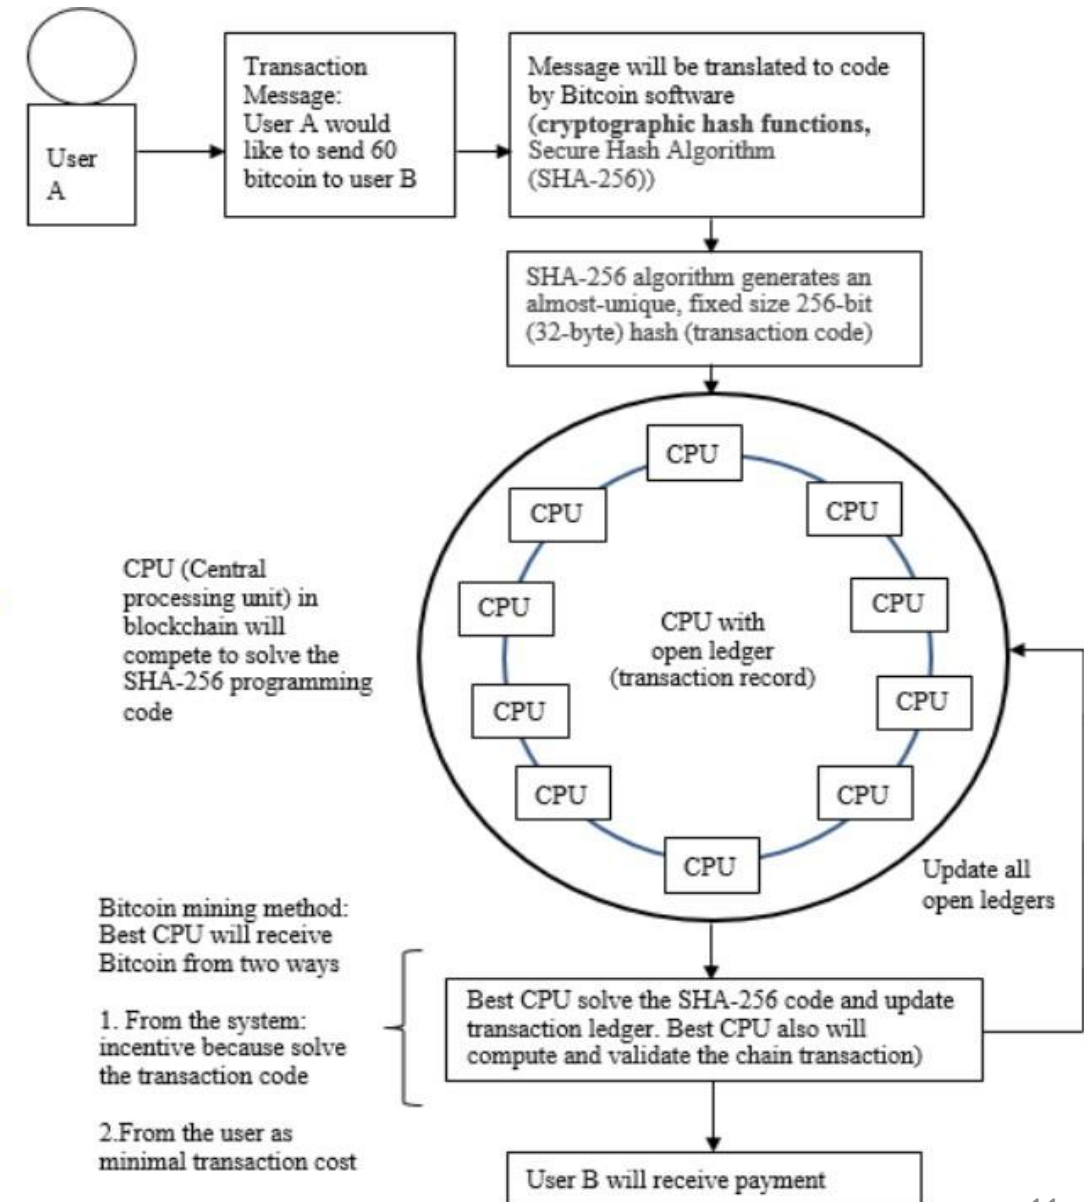 User
A
Transaction
Message:
User A would
like to send 60
bitcoin to user B
Message will be translated to code
by Bitcoin software
(cryptographic hash functions,
Secure Hash Algorithm
(SHA-256))
SHA-256 algorithm generates an
almost-unique, fixed size 256-bit
(32-byte) hash (transaction code)
CPU
CPU
CPU
CPU
CPU
CPU
CPU
CPU
CPU
CPU
CPU with
open ledger
(transaction record)
CPU (Central
processing unit) in
blockchain will
compete to solve the
SHA-256 programming
code
Update all
open ledgers
Bitcoin mining method:
Best CPU will receive
Bitcoin from two ways
1. From the system:
incentive because solve
the transaction code
2.From the user as
minimal transaction cost
Best CPU solve the SHA-256 code and update
transaction ledger. Best CPU also will
compute and validate the chain transaction)
User B will receive payment